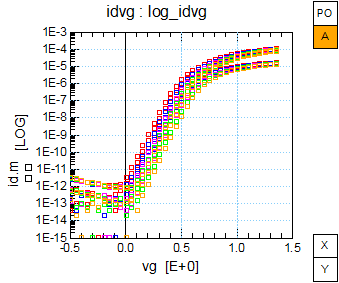 idvg : log_idvg
PO
A
1E-3
1E-4
1E-5
1E-6
1E-7
1E-8
1E-9
1E-10
1E-11
1E-12
1E-13
1E-14
1E-15
id.m [LOG]
-0.5 0.0 0.5 1.0 1.5
vg [E+0]
X
Y